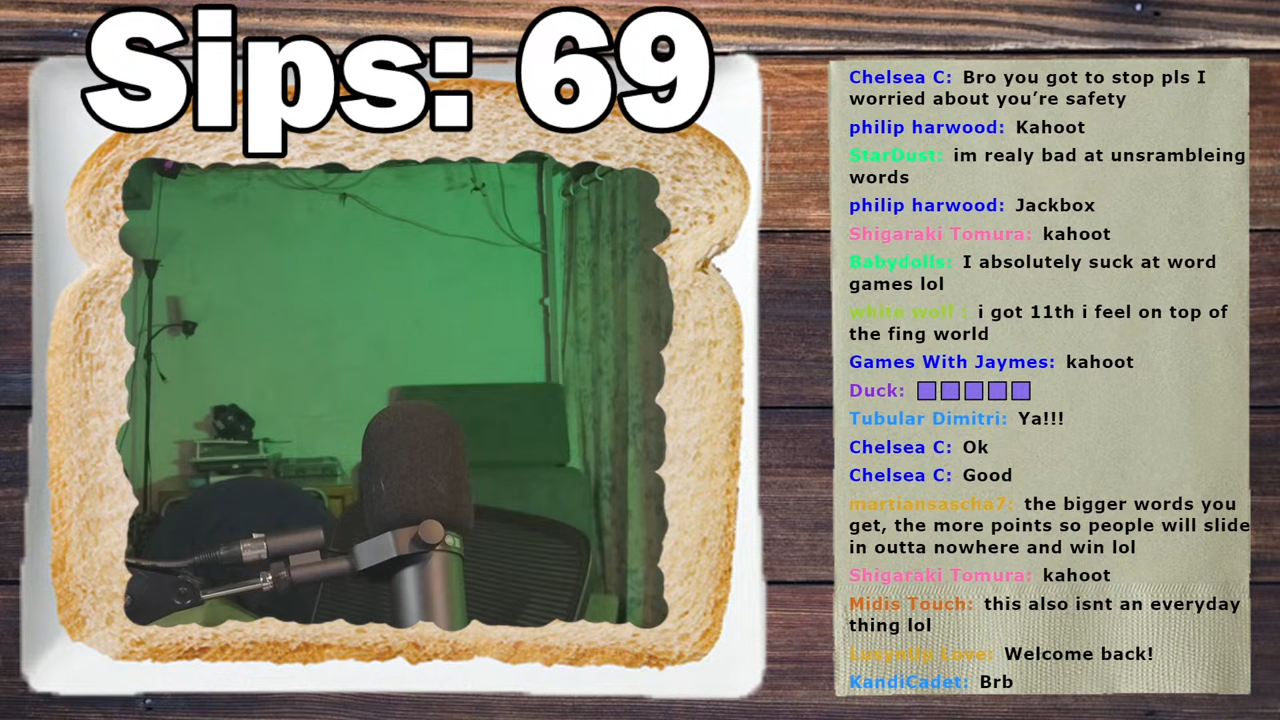 Sips: 69
Chelsea C: Bro you got to stop pls I
worried about you’re safety
philip harwood: Kahoot
StarDust: im realy bad at unsrambleing
words
philip harwood: Jackbox
Shigaraki Tomura: kahoot
Babydolls: I absolutely suck at word
games lol
white wolf : i got 11th i feel on top of
the fing world
Games With Jaymes: kahoot
Duck:
Tubular Dimitri: Ya!!!
Chelsea C: Ok
Chelsea C: Good
martiansascha7: the bigger words you
get, the more points so people will slide
in outta nowhere and win lol
Shigaraki Tomura: kahoot
Midis Touch: this also isnt an everyday
thing lol
Love: Welcome back!
KandiCadet: Brb